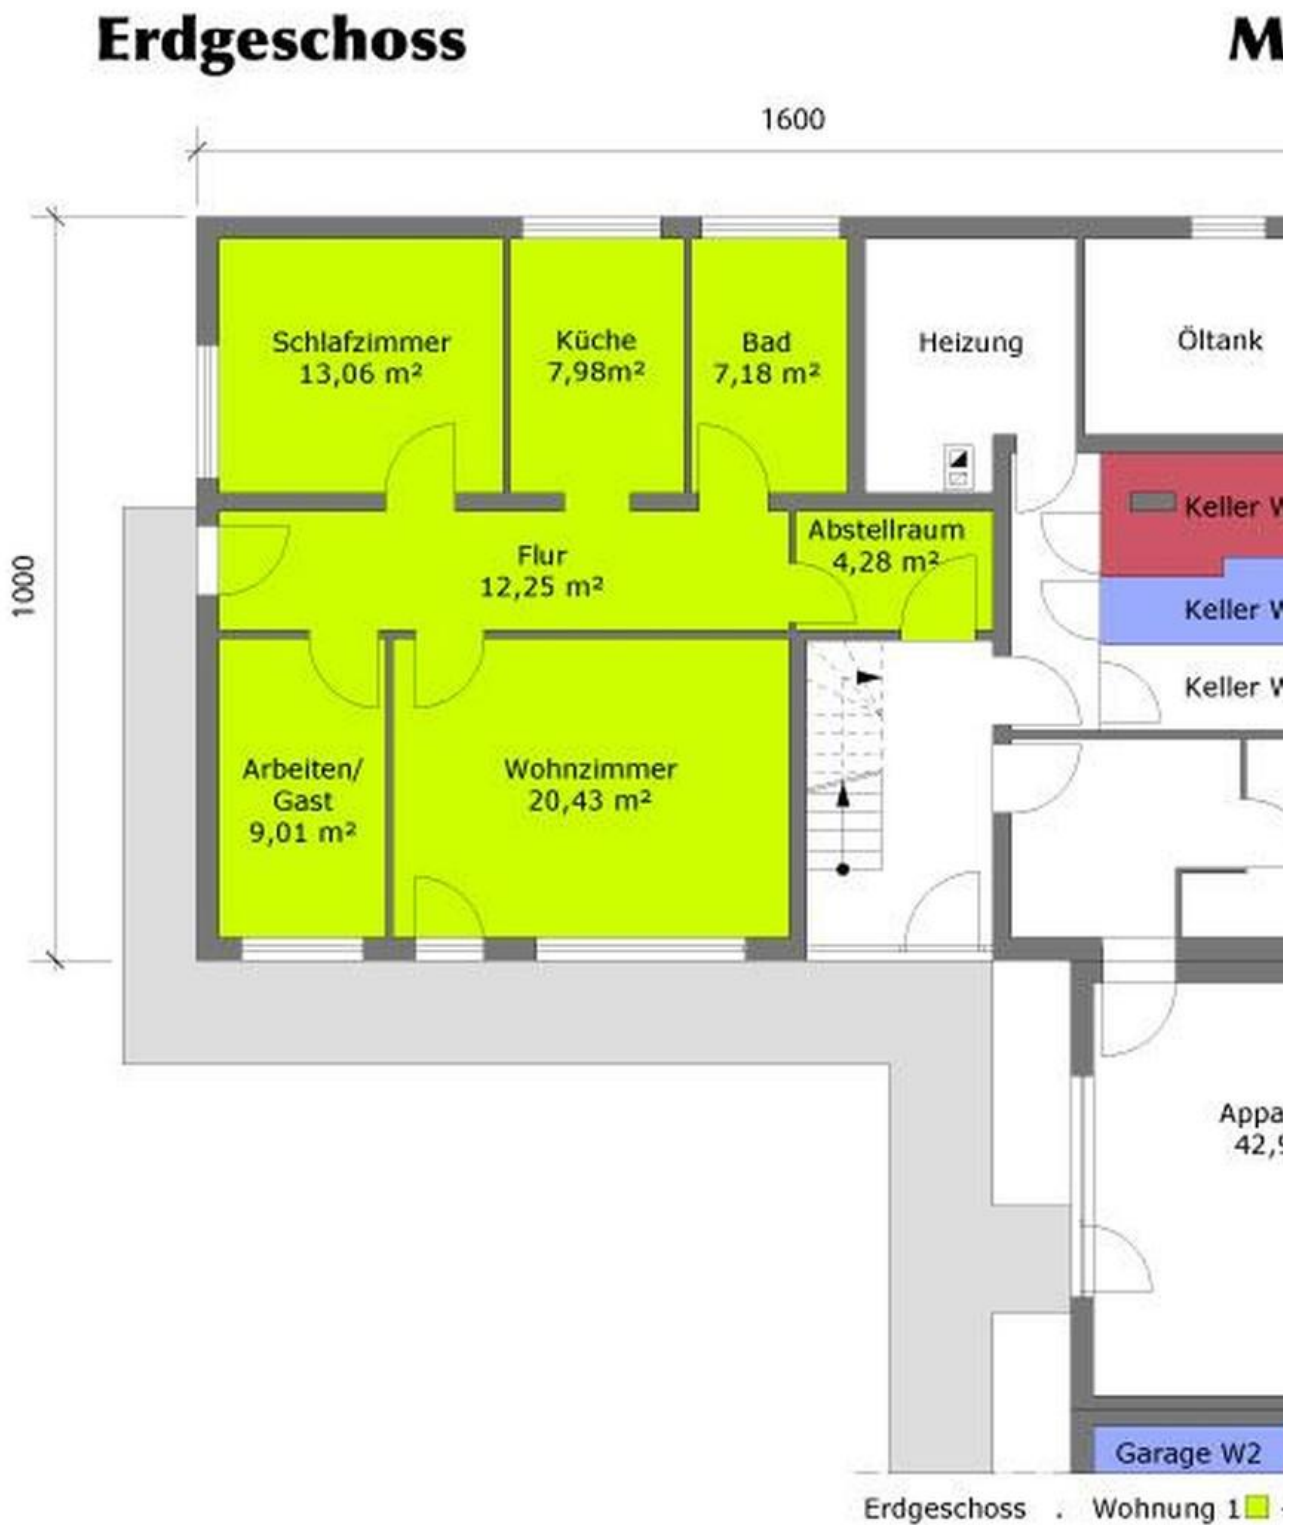 Erdgeschoss
M
1600
1000
Schlafzimmer
13,06 m²
Küche
7,98m²
Bad
7,18 m²
Heizung
Öltank
Keller W
Flur
12,25 m²
Abstellraum
4,28 m²
Keller W
Keller W
Arbeiten/
Gast
9,01 m²
Wohnzimmer
20,43 m²
Appa
42,9
Garage W2
Erdgeschoss . Wohnung 1